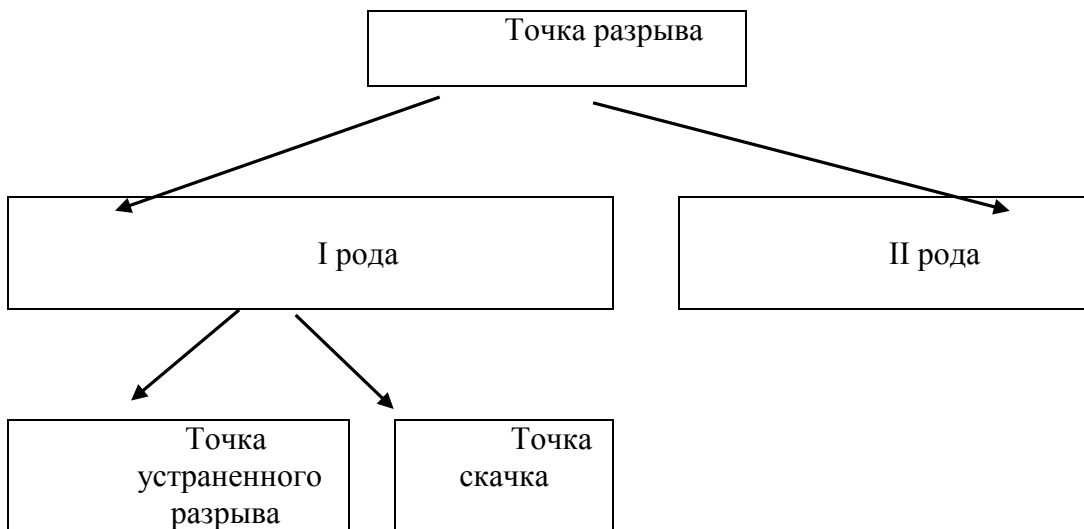 Точка разрыва
I рода
II рода
Точка
устраненного
разрыва
Точка
скачка